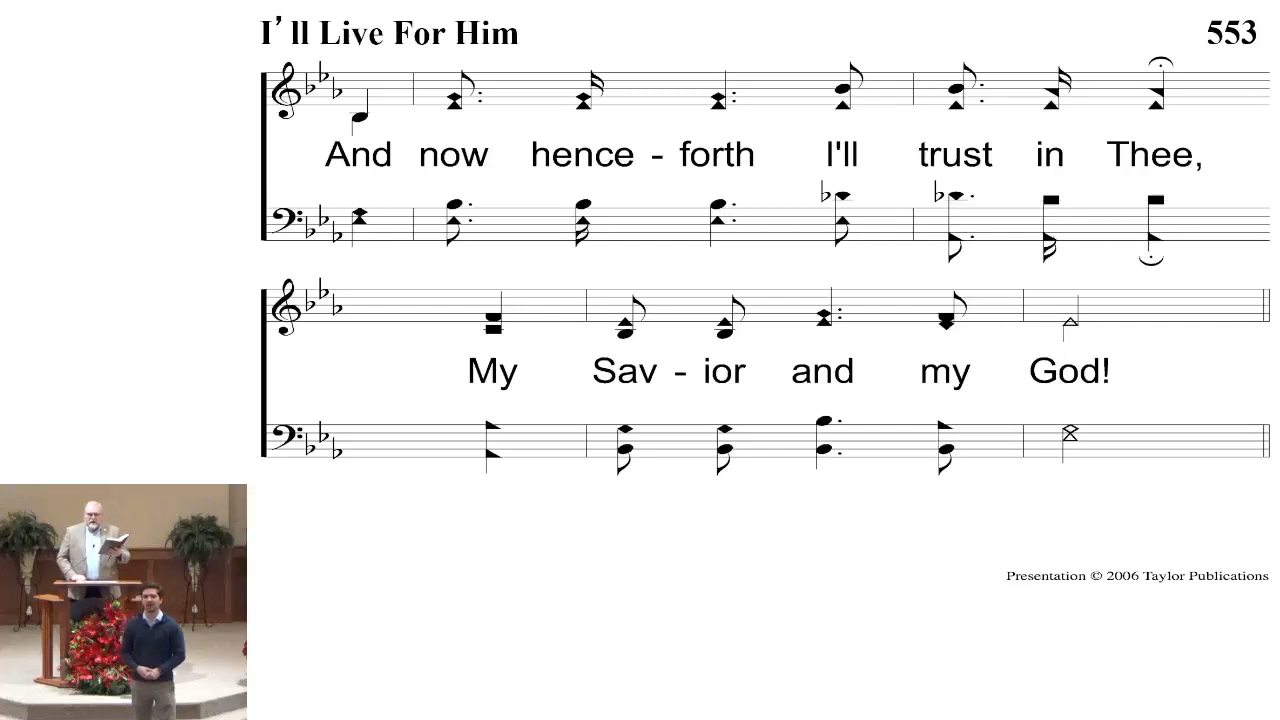 I'll Live For Him 553
And now hence - forth I'll trust in Thee,
My Sav - ior and my God!
Presentation © 2006 Taylor Publications